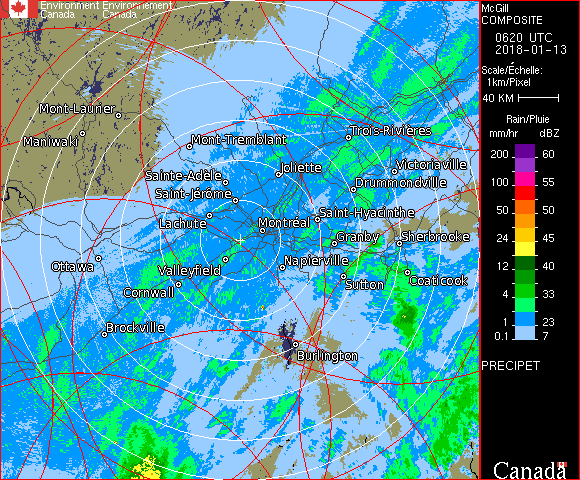 Environment Environnement
Canada Canada
McGill
COMPOSITE
0620 UTC
2018-01-13
Scale/Échelle:
1km/Pixel
40 KM
Rain/Pluie
mm/hr dBZ
200 60
100 55
50 50
24 45
12 40
4 33
1 23
0.1 7
PRECIPET
Canada
Mont-Laurier
Maniwaki
Mont-Tremblant
Trois-Rivières
Sainte-Adèle
Joliette
Victoriaville
Saint-Jérôme
Drummondville
Lachute
Montréal
Saint-Hyacinthe
Granby
Sherbrooke
Ottawa
Valleyfield
Napierville
Cornwall
Sutton
Coaticook
Brockville
Burlington